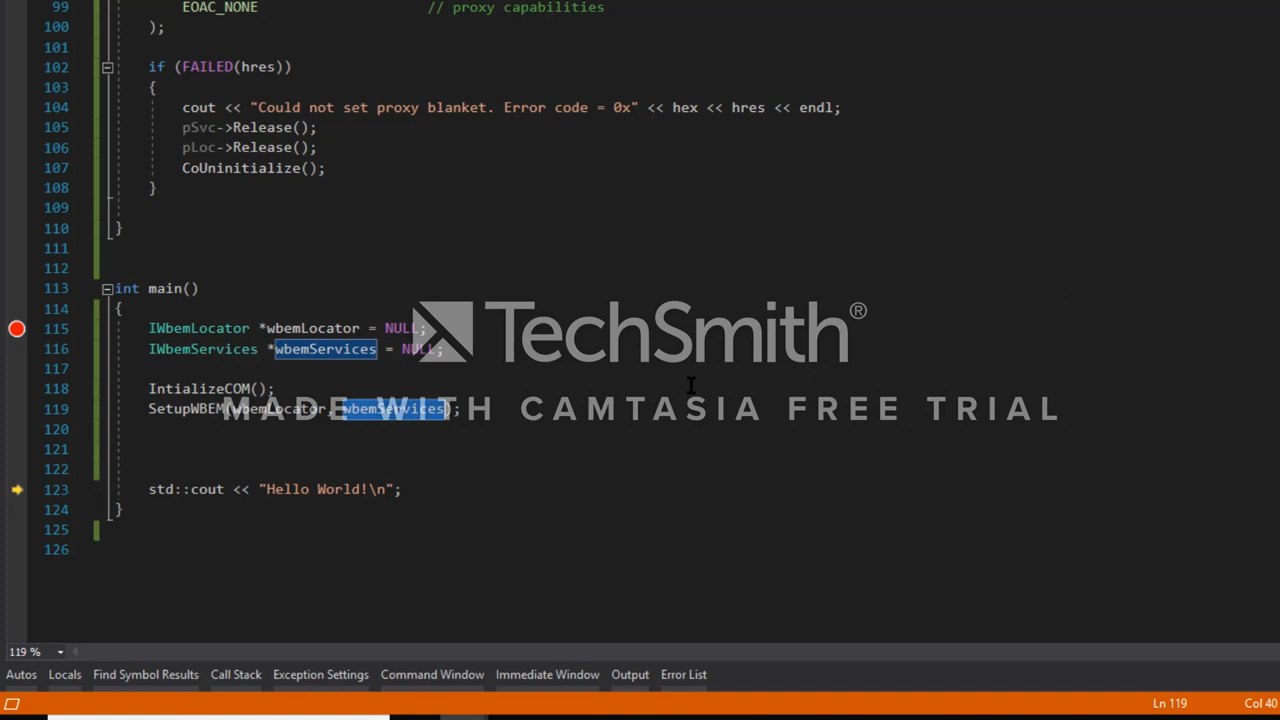 99 EOAC_NONE // proxy capabilities
100 );
101
102 if (FAILED(hres))
103 {
104 cout << "Could not set proxy blanket. Error code = 0x" << hex << hres << endl;
105 pSvc->Release();
106 pLoc->Release();
107 CoUninitialize();
108 }
109
110 }
111
112
113 int main()
114 {
115 IWbemLocator *wbemLocator = NULL;
116 IWbemServices *wbemServices = NULL;
117
118 IntializeCOM();
119 SetupWBEM(wbemLocator, wbemServices);
120
121
122
123 std::cout << "Hello World!\n";
124 }
125
126
TechSmith®
MADE WITH CAMTASIA FREE TRIAL
119 %
Autos Locals Find Symbol Results Call Stack Exception Settings Command Window Immediate Window Output Error List
Ln 119 Col 40